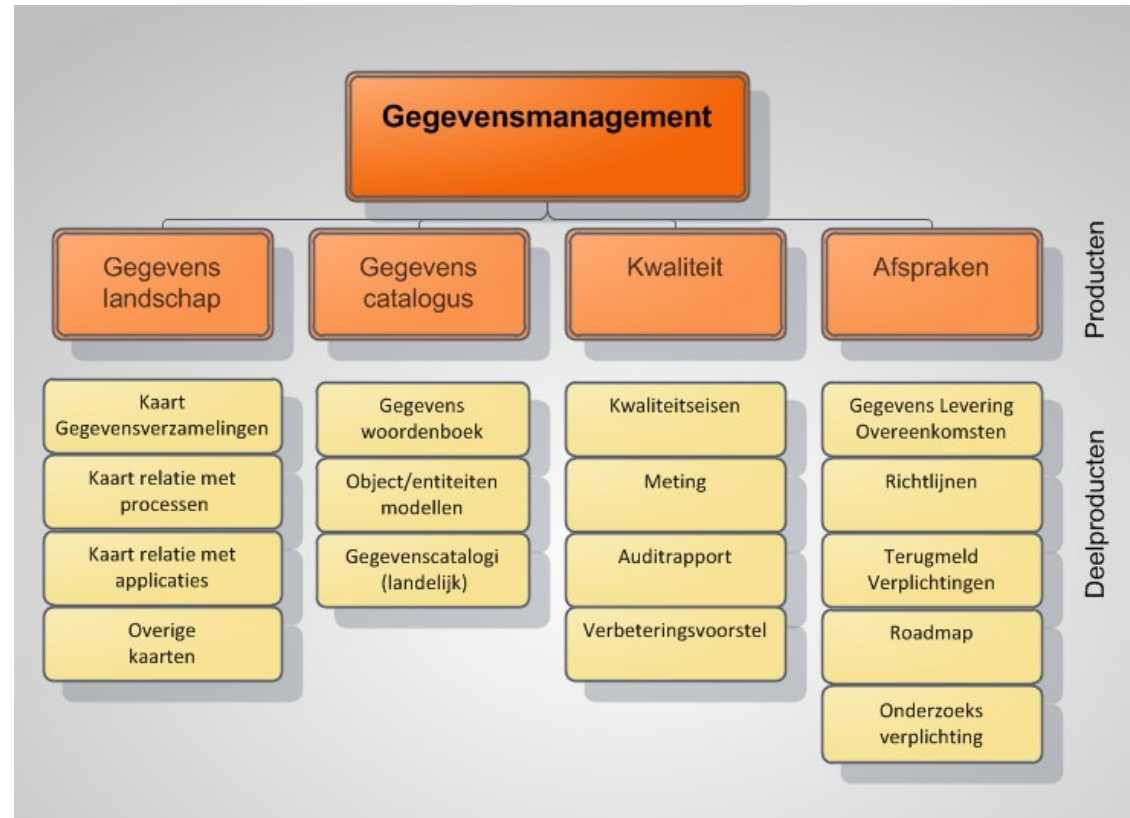 Gegevensmanagement
Gegevens
landschap
Gegevens
catalogus
Kwaliteit
Afspraken
Producten
Kaart
Gegevensverzamelingen
Kaart relatie met
processen
Kaart relatie met
applicaties
Overige
kaarten
Gegevens
woordenboek
Object/entiteiten
modellen
Gegevenscatalogi
(landelijk)
Kwaliteitseisen
Meting
Auditrapport
Verbeteringsvoorstel
Gegevens Levering
Overeenkomsten
Richtlijnen
Terugmeld
Verplichtingen
Roadmap
Onderzoeks
verplichting
Deelproducten